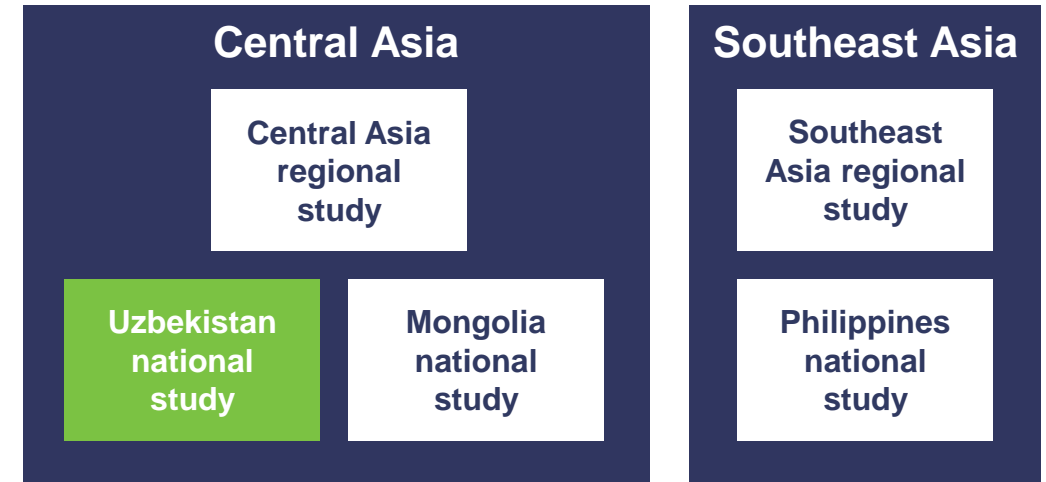 Central Asia
Central Asia
regional
study
Uzbekistan
national
study
Mongolia
national
study
Southeast Asia
Southeast
Asia regional
study
Philippines
national
study